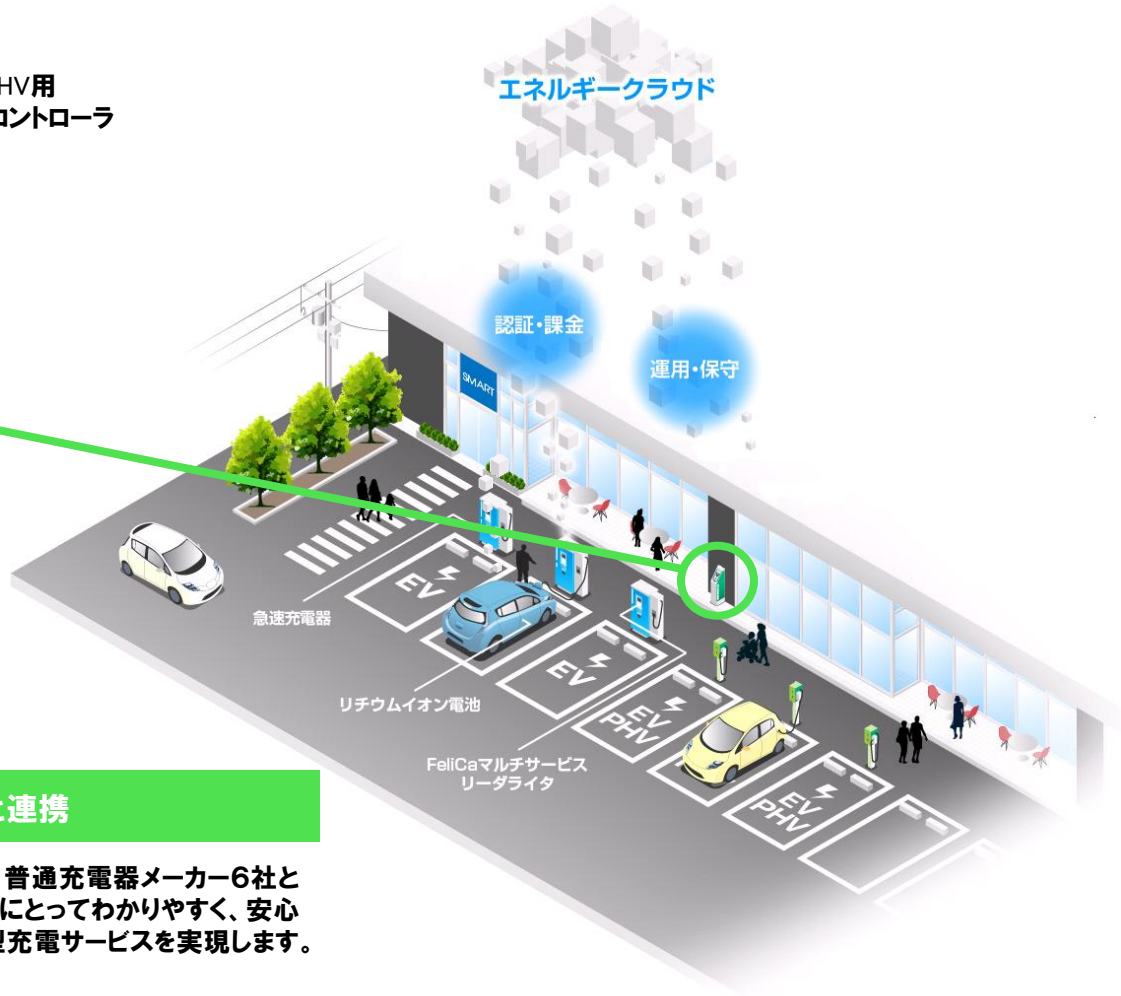 HV用
コントローラ
エネルギークラウド
認証・課金
運用・保守
SMART
EV
急速充電器
EV
リチウムイオン電池
EV
PHV
FeliCaマルチサービス
リーダライタ
EV
PHV
と連携
普通充電器メーカー6社と
にとってわかりやすく、安心
型充電サービスを実現します。